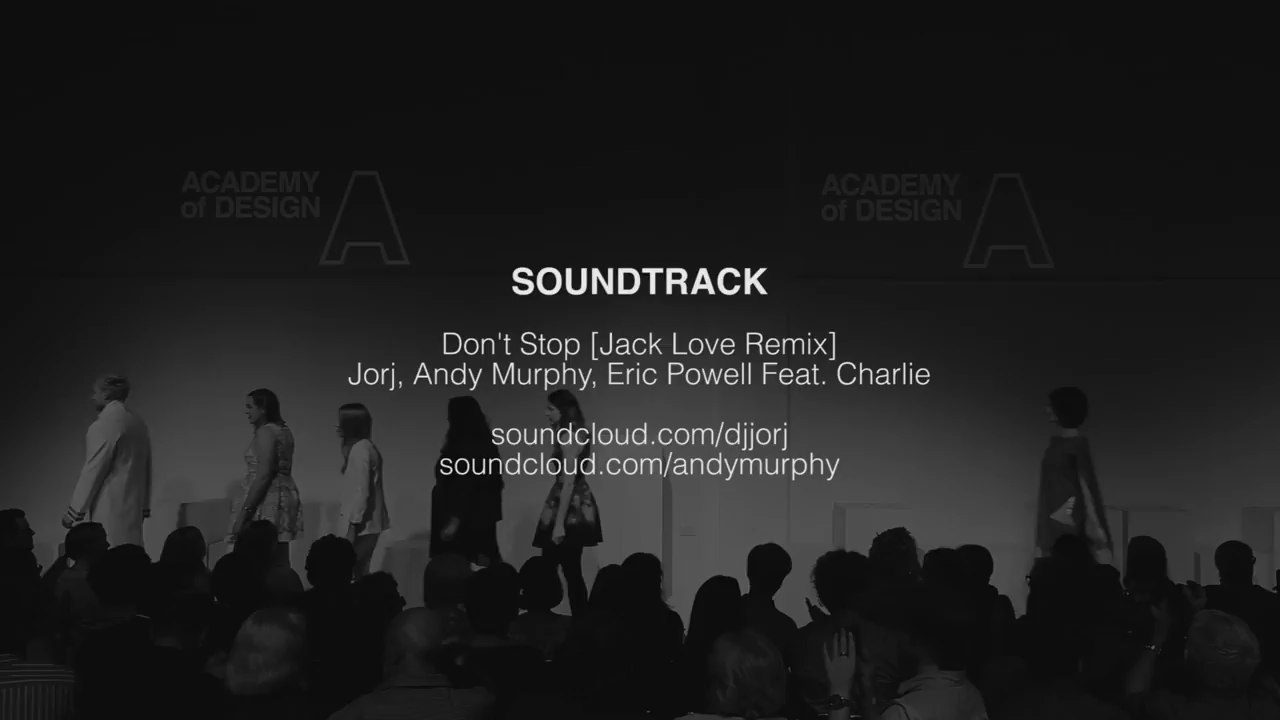 ACADEMY
of DESIGN
A
ACADEMY
of DESIGN
A
SOUNDTRACK
Don't Stop [Jack Love Remix]
Jorj, Andy Murphy, Eric Powell Feat. Charlie
soundcloud.com/djjorj
soundcloud.com/andymurphy